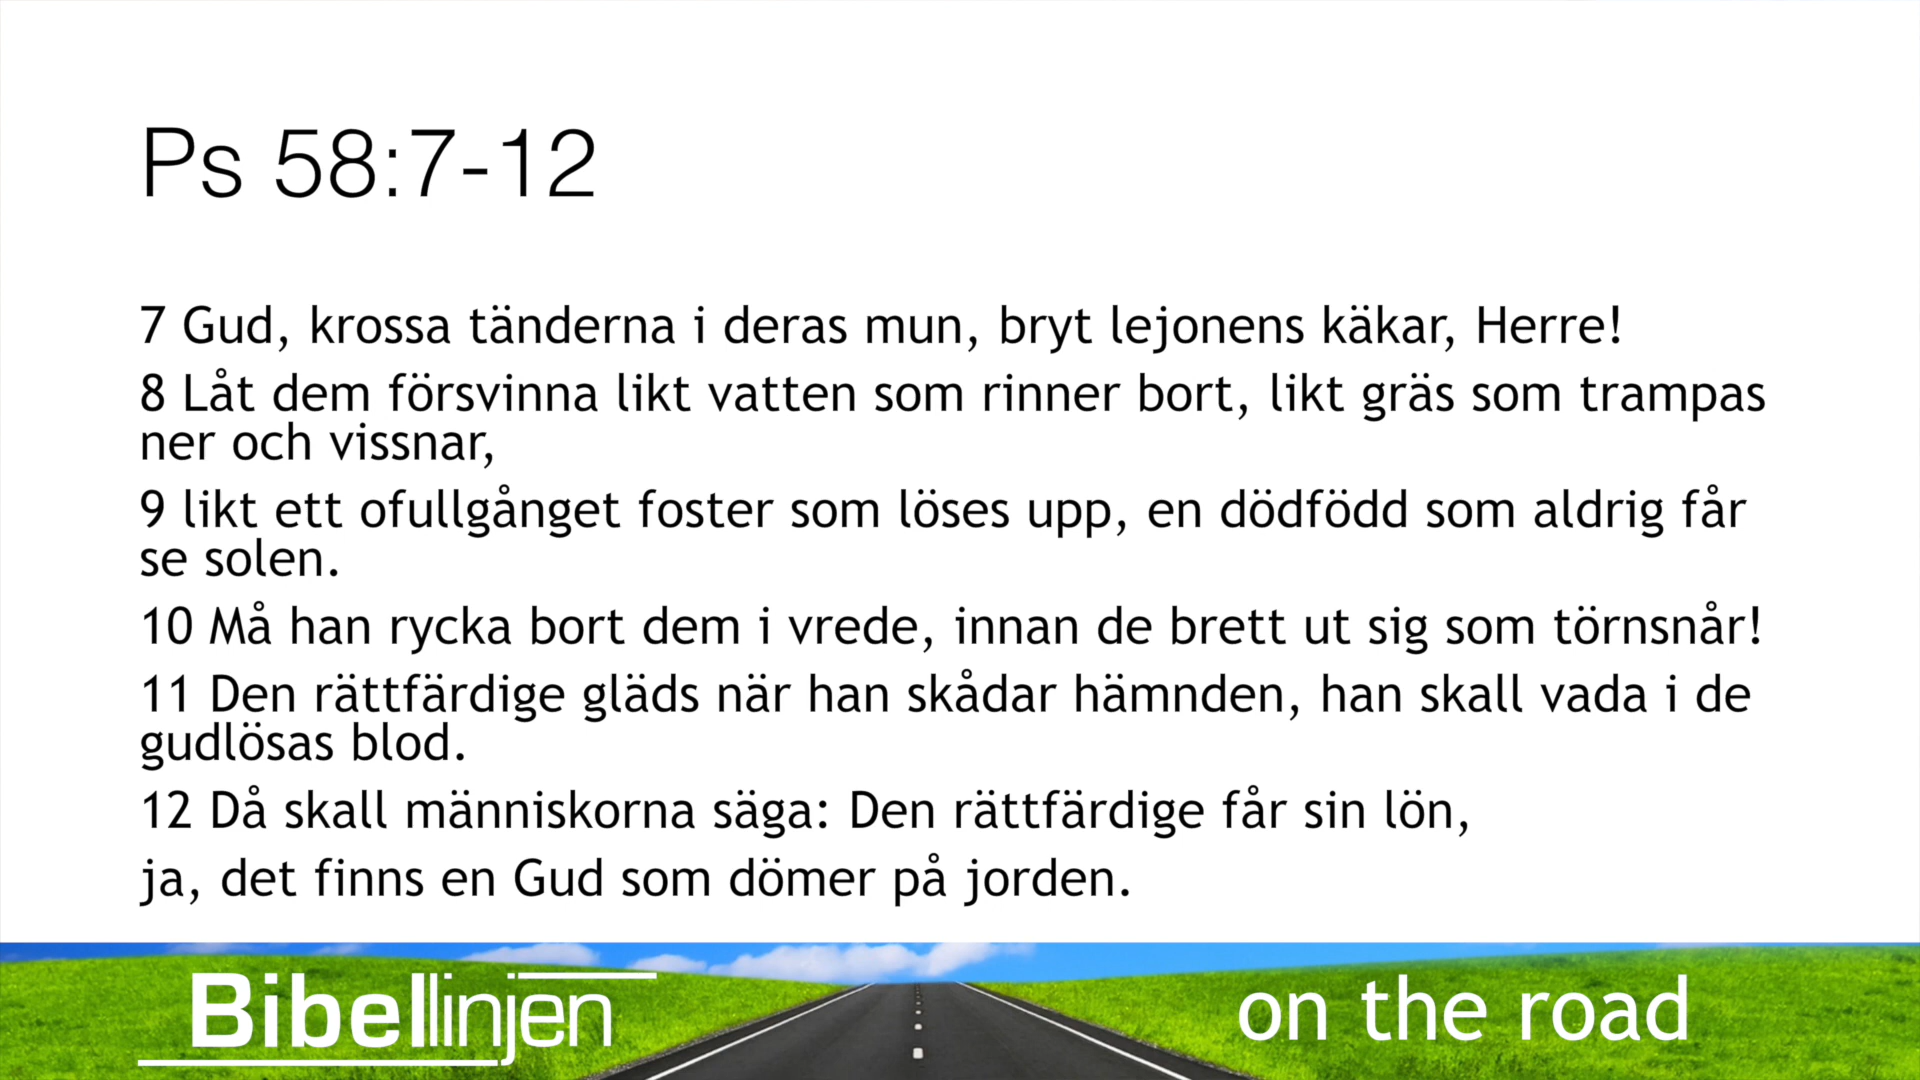 Ps 58:7-12
7 Gud, krossa tänderna i deras mun, bryt lejonens käkar, Herre!
8 Låt dem försvinna likt vatten som rinner bort, likt gräs som trampas
ner och vissnar,
9 likt ett ofullgånget foster som löses upp, en dödfödd som aldrig får
se solen.
10 Må han rycka bort dem i vrede, innan de brett ut sig som törnsnår!
11 Den rättfärdige gläds när han skådar hämnden, han skall vada i de
gudlösas blod.
12 Då skall människorna säga: Den rättfärdige får sin lön,
ja, det finns en Gud som dömer på jorden.
Bibellinjen
on the road